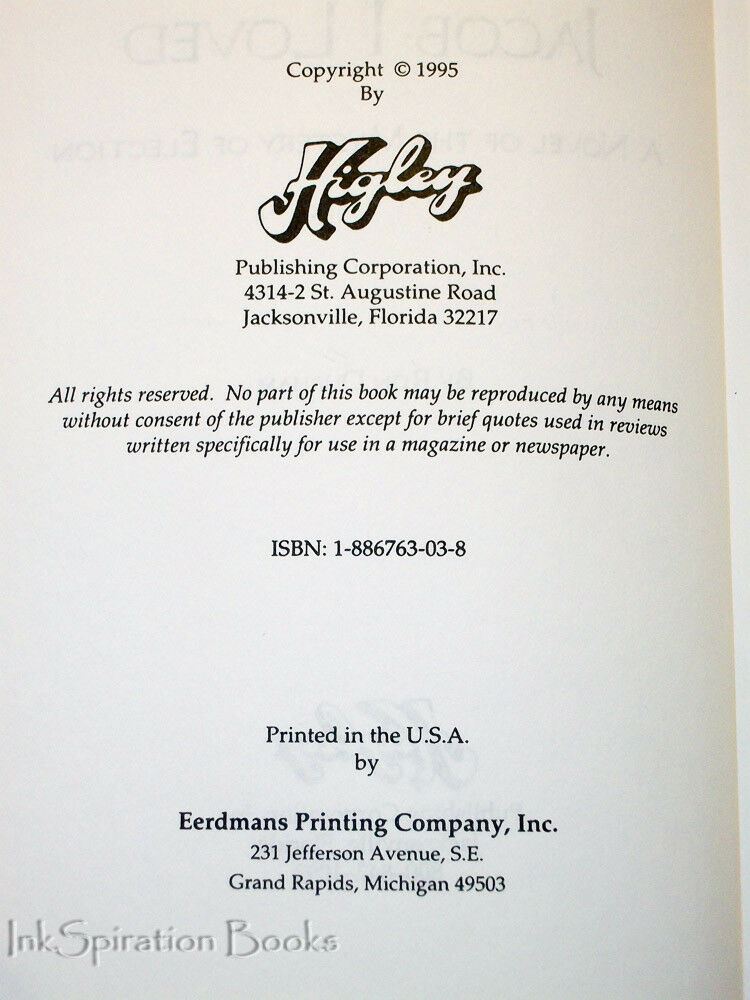 Copyright © 1995
By
Higley
Publishing Corporation, Inc.
4314-2 St. Augustine Road
Jacksonville, Florida 32217
All rights reserved. No part of this book may be reproduced by any means
without consent of the publisher except for brief quotes used in reviews
written specifically for use in a magazine or newspaper.
ISBN: 1-886763-03-8
Printed in the U.S.A.
by
Eerdmans Printing Company, Inc.
231 Jefferson Avenue, S.E.
Grand Rapids, Michigan 49503
InkSpiration Books